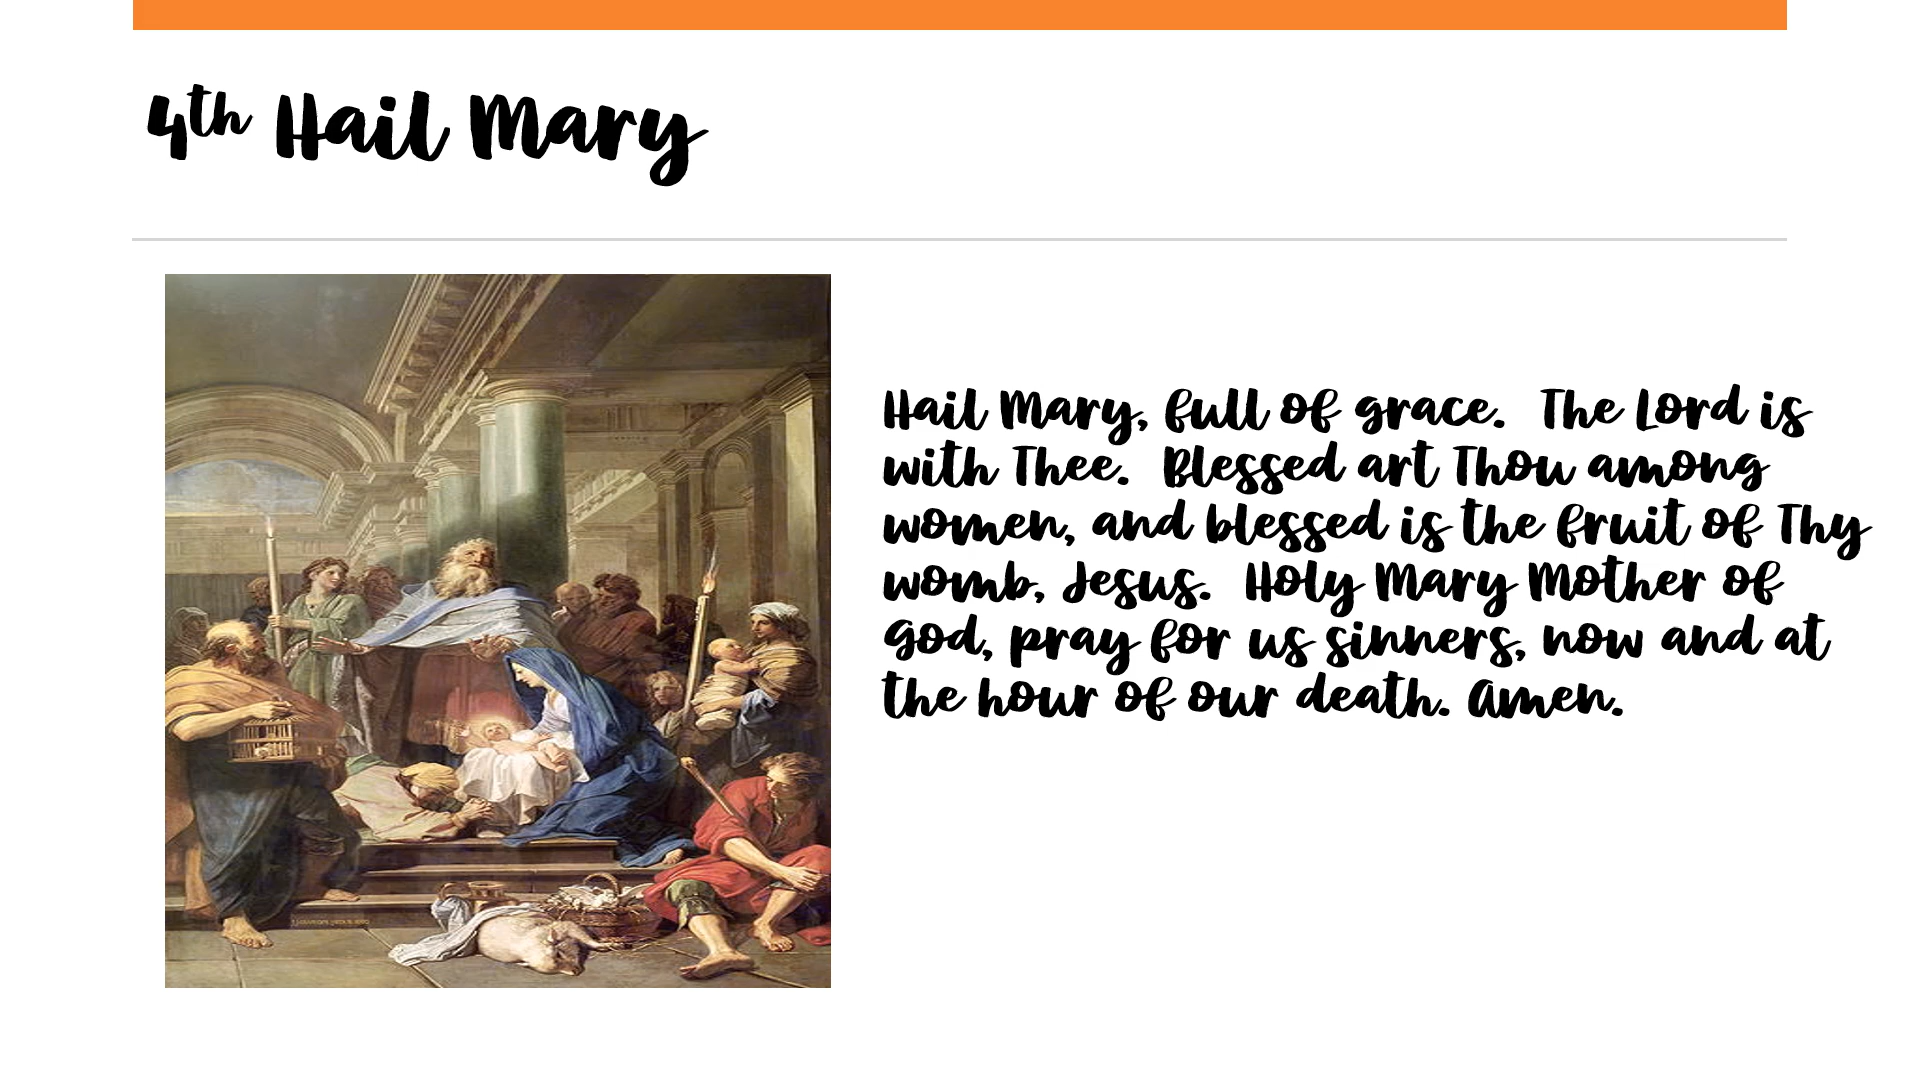 4th Hail Mary
Hail Mary, full of grace.  The Lord is
with Thee.  Blessed art Thou among
women, and blessed is the fruit of Thy
womb, Jesus.  Holy Mary Mother of
God, pray for us sinners, now and at
the hour of our death. Amen.